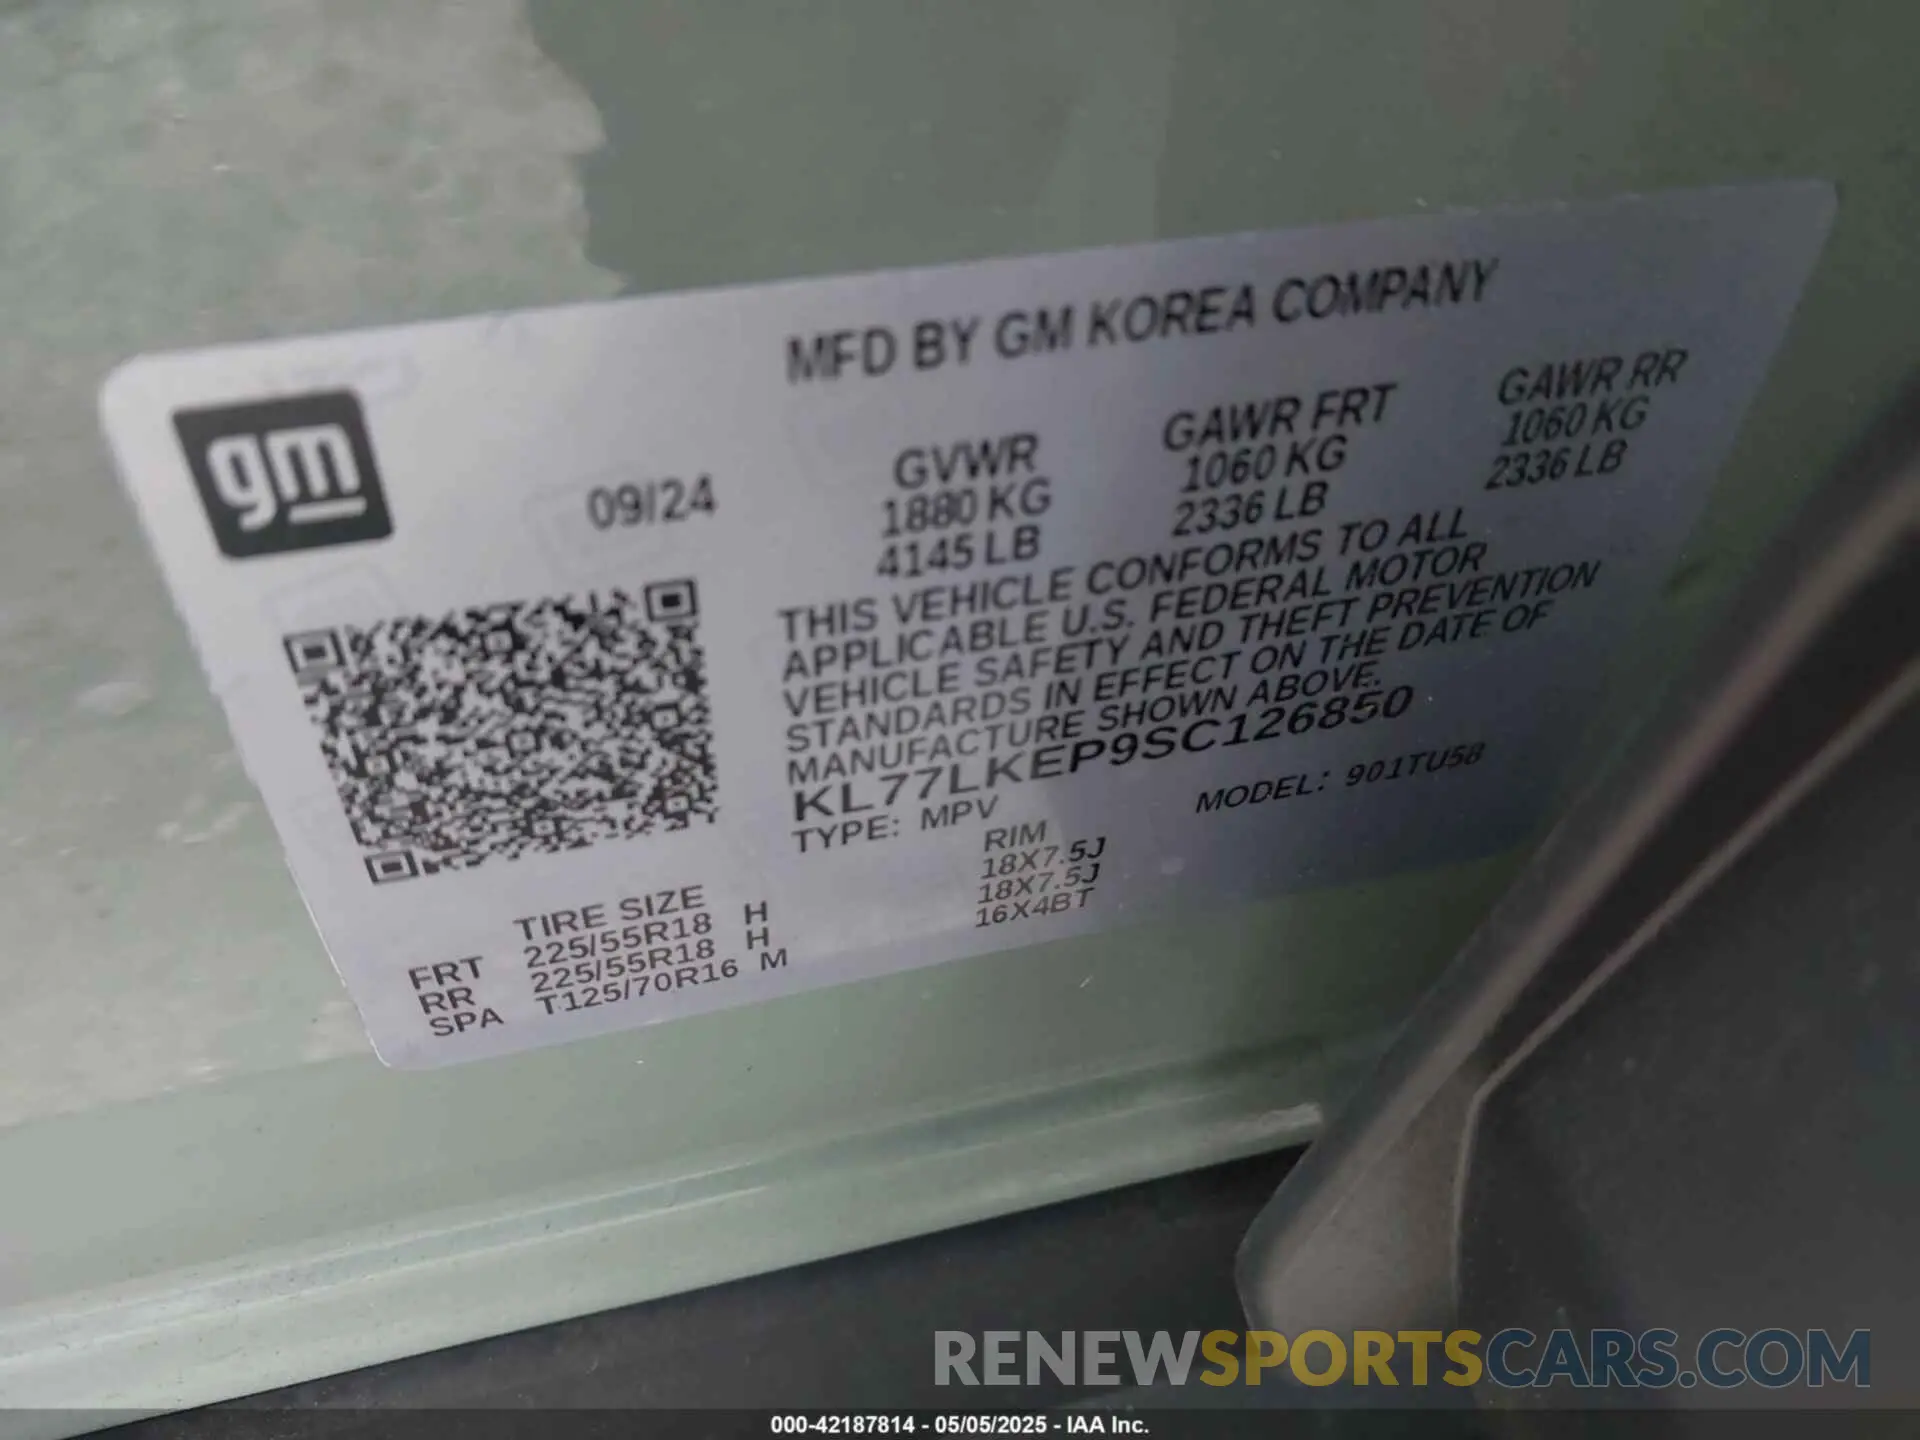 MFD BY GM KOREA COMPANY
gm
09/24
GVWR GAWR FRT GAWR RR
1880 KG 1060 KG 1060 KG
4145 LB 2336 LB 2336 LB
THIS VEHICLE CONFORMS TO ALL
APPLICABLE U.S. FEDERAL MOTOR
VEHICLE SAFETY AND THEFT PREVENTION
STANDARDS IN EFFECT ON THE DATE OF
MANUFACTURE SHOWN ABOVE.
KL77LKEP9SC126850
TYPE: MPV MODEL: 901TU58
TIRE SIZE RIM
FRT 225/55R18 H 18X7.5J
RR 225/55R18 H 18X7.5J
SPA T125/70R16 M 16X4BT
RENEWSPORTSCARS.COM
000-42187814 - 05/05/2025 - IAA Inc.